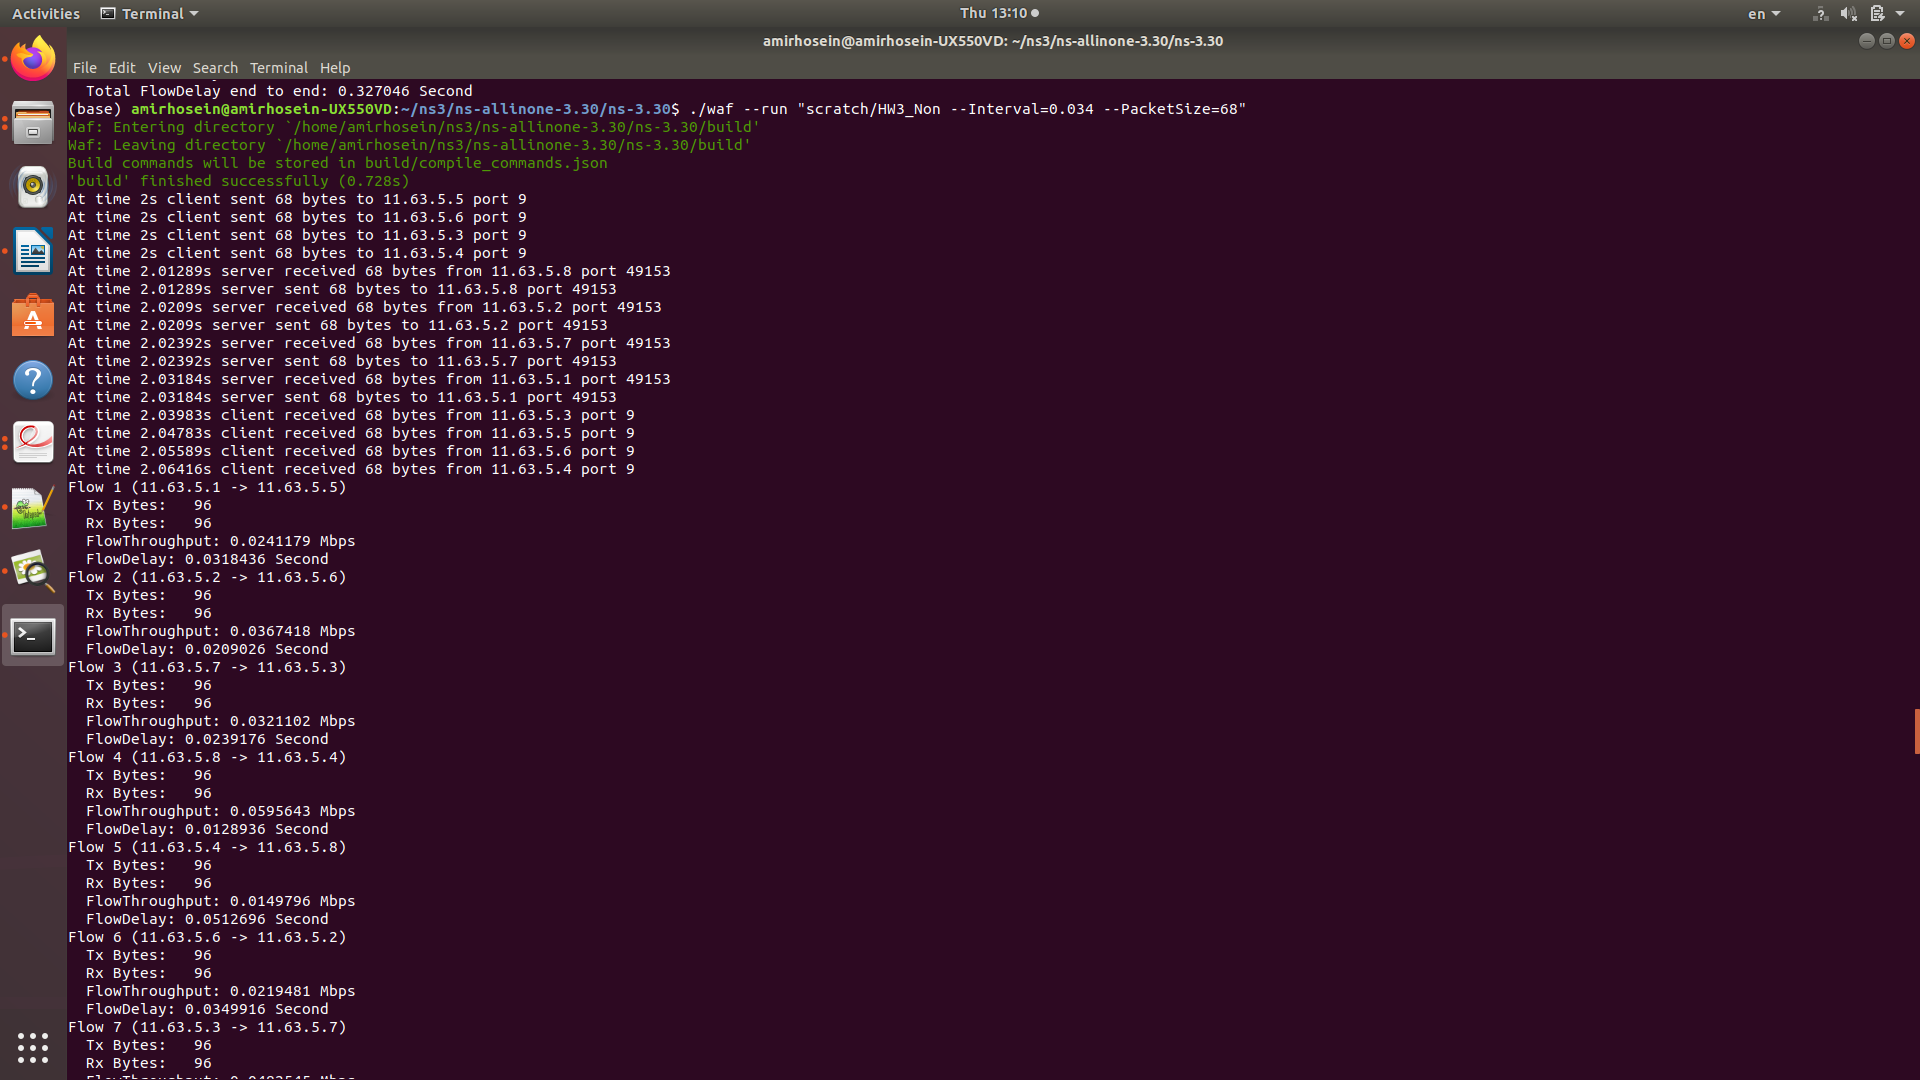 Activities
Terminal
Thu 13:10
en
amirhosein@amirhosein-UX550VD: ~/ns3/ns-allinone-3.30/ns-3.30
File Edit View Search Terminal Help
Total FlowDelay end to end: 0.327046 Second
(base) amirhosein@amirhosein-UX550VD:~/ns3/ns-allinone-3.30/ns-3.30$ ./waf --run "scratch/HW3_Non --Interval=0.034 --PacketSize=68"
Waf: Entering directory `/home/amirhosein/ns3/ns-allinone-3.30/ns-3.30/build'
Waf: Leaving directory `/home/amirhosein/ns3/ns-allinone-3.30/ns-3.30/build'
Build commands will be stored in build/compile_commands.json
'build' finished successfully (0.728s)
At time 2s client sent 68 bytes to 11.63.5.5 port 9
At time 2s client sent 68 bytes to 11.63.5.6 port 9
At time 2s client sent 68 bytes to 11.63.5.3 port 9
At time 2s client sent 68 bytes to 11.63.5.4 port 9
At time 2.01289s server received 68 bytes from 11.63.5.8 port 49153
At time 2.01289s server sent 68 bytes to 11.63.5.8 port 49153
At time 2.0209s server received 68 bytes from 11.63.5.2 port 49153
At time 2.0209s server sent 68 bytes to 11.63.5.2 port 49153
At time 2.02392s server received 68 bytes from 11.63.5.7 port 49153
At time 2.02392s server sent 68 bytes to 11.63.5.7 port 49153
At time 2.03184s server received 68 bytes from 11.63.5.1 port 49153
At time 2.03184s server sent 68 bytes to 11.63.5.1 port 49153
At time 2.03983s client received 68 bytes from 11.63.5.3 port 9
At time 2.04783s client received 68 bytes from 11.63.5.5 port 9
At time 2.05589s client received 68 bytes from 11.63.5.6 port 9
At time 2.06416s client received 68 bytes from 11.63.5.4 port 9
Flow 1 (11.63.5.1 -> 11.63.5.5)
Tx Bytes: 96
Rx Bytes: 96
FlowThroughput: 0.0241179 Mbps
FlowDelay: 0.0318436 Second
Flow 2 (11.63.5.2 -> 11.63.5.6)
Tx Bytes: 96
Rx Bytes: 96
FlowThroughput: 0.0367418 Mbps
FlowDelay: 0.0209026 Second
Flow 3 (11.63.5.7 -> 11.63.5.3)
Tx Bytes: 96
Rx Bytes: 96
FlowThroughput: 0.0321102 Mbps
FlowDelay: 0.0239176 Second
Flow 4 (11.63.5.8 -> 11.63.5.4)
Tx Bytes: 96
Rx Bytes: 96
FlowThroughput: 0.0595643 Mbps
FlowDelay: 0.0128936 Second
Flow 5 (11.63.5.4 -> 11.63.5.8)
Tx Bytes: 96
Rx Bytes: 96
FlowThroughput: 0.0149796 Mbps
FlowDelay: 0.0512696 Second
Flow 6 (11.63.5.6 -> 11.63.5.2)
Tx Bytes: 96
Rx Bytes: 96
FlowThroughput: 0.0219481 Mbps
FlowDelay: 0.0349916 Second
Flow 7 (11.63.5.3 -> 11.63.5.7)
Tx Bytes: 96
Rx Bytes: 96